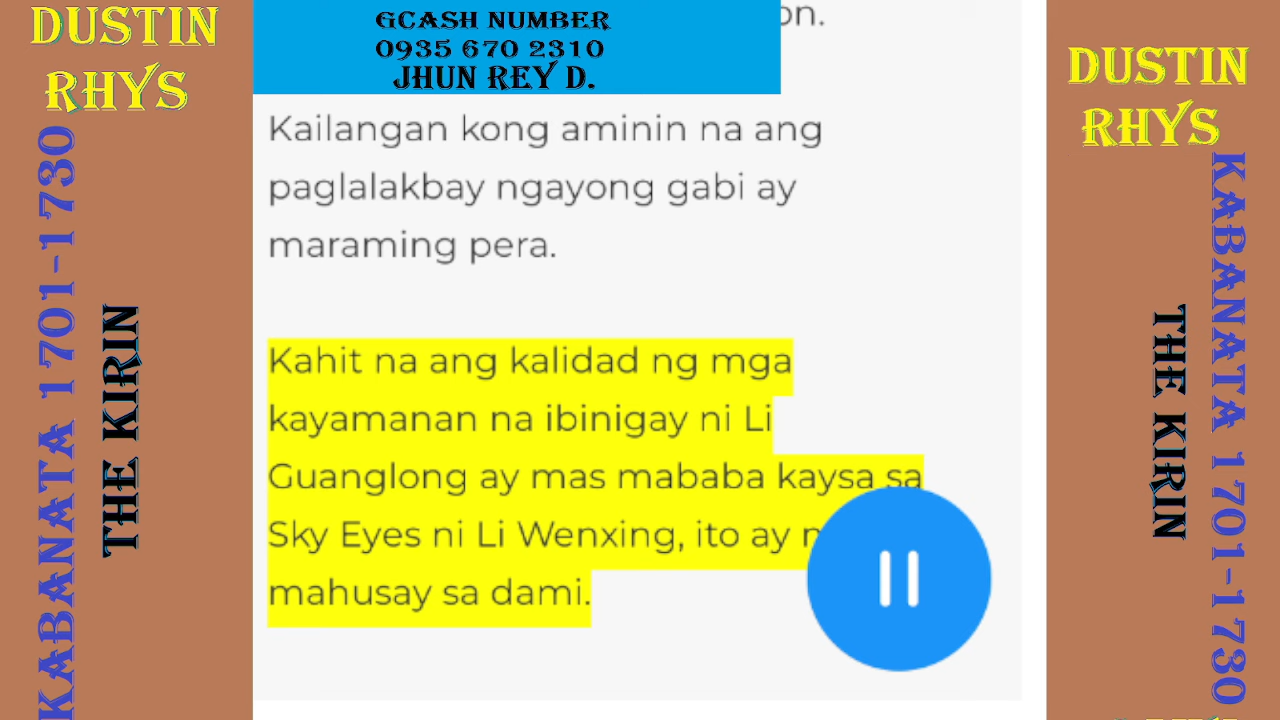 DUSTIN
RHYS
KABANATA 1701-1730
THE KIRIN
GCASH NUMBER
0935 670 2310
JHUN REY D.
Kailangan kong aminin na ang
paglalakbay ngayong gabi ay
maraming pera.
Kahit na ang kalidad ng mga
kayamanan na ibinigay ni Li
Guanglong ay mas mababa kaysa sa
Sky Eyes ni Li Wenxing, ito ay
mahusay sa dami.
DUSTIN
RHYS
KABANATA 1701-1730
THE KIRIN